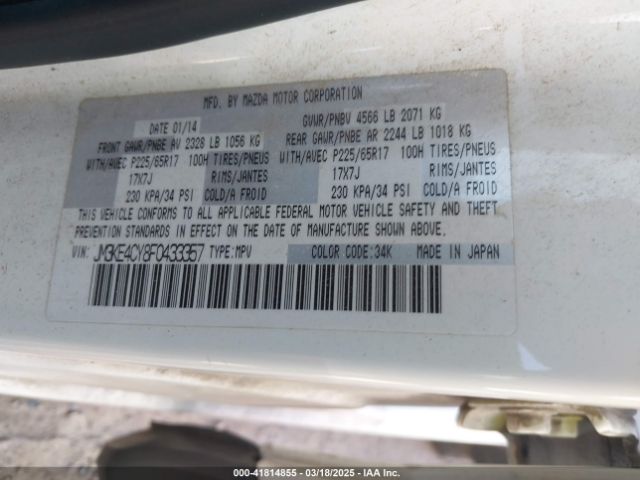 MFD. BY MAZDA MOTOR CORPORATION
DATE 01/14 GVWR/PNBV 4566 LB 2071 KG
FRONT GAWR/PNBE AV 2328 LB 1056 KG REAR GAWR/PNBE AR 2244 LB 1018 KG
WITH/AVEC P225/65R17 100H TIRES/PNEUS WITH/AVEC P225/65R17 100H TIRES/PNEUS
17X7J RIMS/JANTES 17X7J RIMS/JANTES
230 KPA/34 PSI COLD/A FROID 230 KPA/34 PSI COLD/A FROID
THIS VEHICLE CONFORMS TO ALL APPLICABLE FEDERAL MOTOR VEHICLE SAFETY AND THEFT
PREVENTION STANDARDS IN EFFECT ON THE DATE OF MANUFACTURE SHOWN ABOVE.
VIN: JM3KE4CY8F0433357 TYPE: MPV COLOR CODE: 34K MADE IN JAPAN
000-41814855 — 03/18/2025 — IAA Inc.